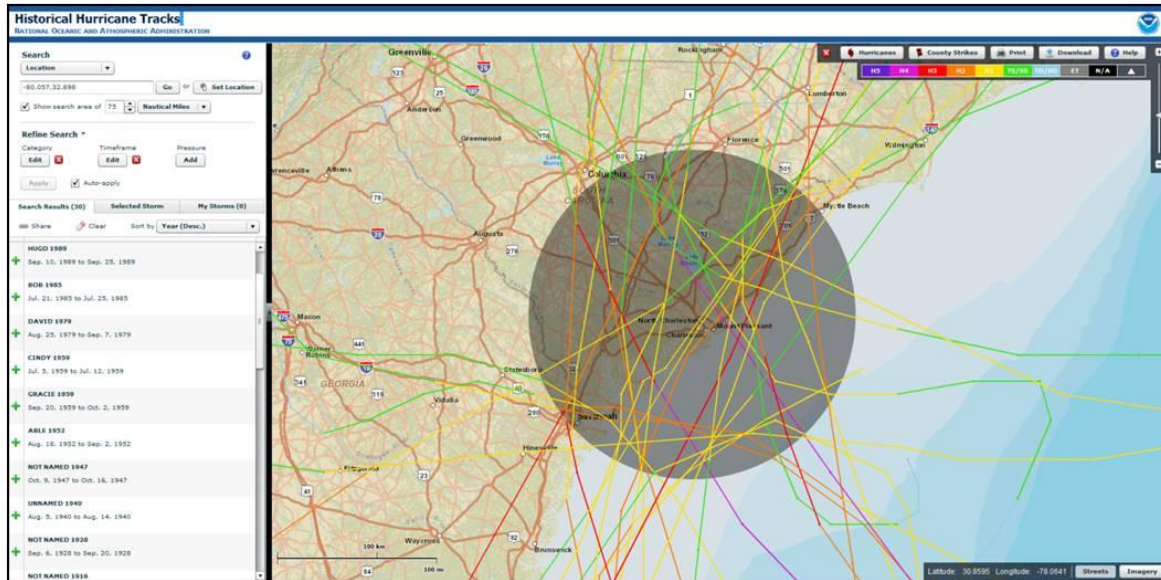 Historical Hurricane Tracks
NATIONAL OCEANIC AND ATMOSPHERIC ADMINISTRATION
Search
Location
-80.057,32.898
Go or Set Location
Show search area of 75 Nautical Miles
Refine Search
Category Timeframe Pressure
Edit Edit Add
Apply Auto-apply
Search Results (30) Selected Storm My Storms (0)
Share Clear Sort by Year (Desc.)
HUGO 1989
Sep. 10, 1989 to Sep. 25, 1989
BOB 1985
Jul. 21, 1985 to Jul. 25, 1985
DAVID 1979
Aug. 25, 1979 to Sep. 7, 1979
CINDY 1959
Jul. 5, 1959 to Jul. 12, 1959
GRACIE 1959
Sep. 20, 1959 to Oct. 2, 1959
ABLE 1952
Aug. 18, 1952 to Sep. 2, 1952
NOT NAMED 1947
Oct. 9, 1947 to Oct. 16, 1947
UNNAMED 1940
Aug. 5, 1940 to Aug. 14, 1940
NOT NAMED 1928
Sep. 6, 1928 to Sep. 20, 1928
NOT NAMED 1916
Hurricanes County Strikes Print Download Help
H5 H4 H3 H2 H1 TS/SS TD/SD ET N/A
Greenville
Rockingham
Anderson
Lumberton
Greenwood
Florence
Wilmington
Athens
Columbia
SOUTH
CAROLINA
Myrtle Beach
Augusta
Macon
North Charleston
Mount Pleasant
Charleston
Warner
Robins
Statesboro
GEORGIA
Vidalia
Savannah
Hinesville
Fitzgerald
Waycross
Brunswick
100 km
100 mi
Latitude: 30.8595 Longitude: -78.0641 Streets Imagery